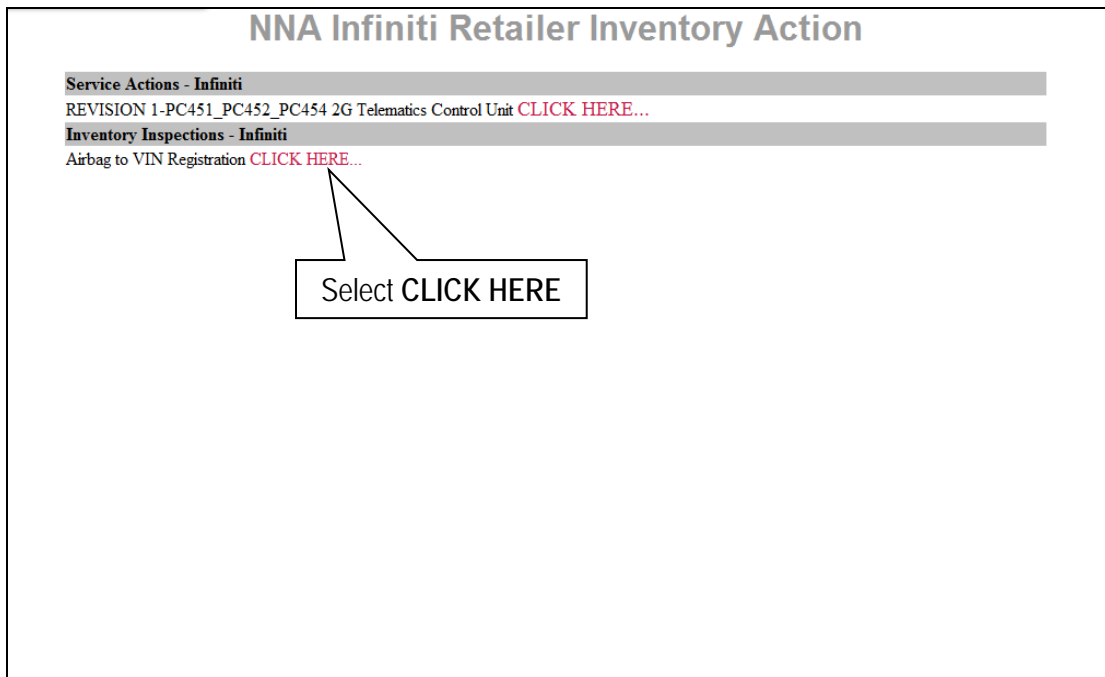 NNA Infiniti Retailer Inventory Action
Service Actions - Infiniti
REVISION 1-PC451_PC452_PC454 2G Telematics Control Unit CLICK HERE...
Inventory Inspections - Infiniti
Airbag to VIN Registration CLICK HERE...
Select CLICK HERE